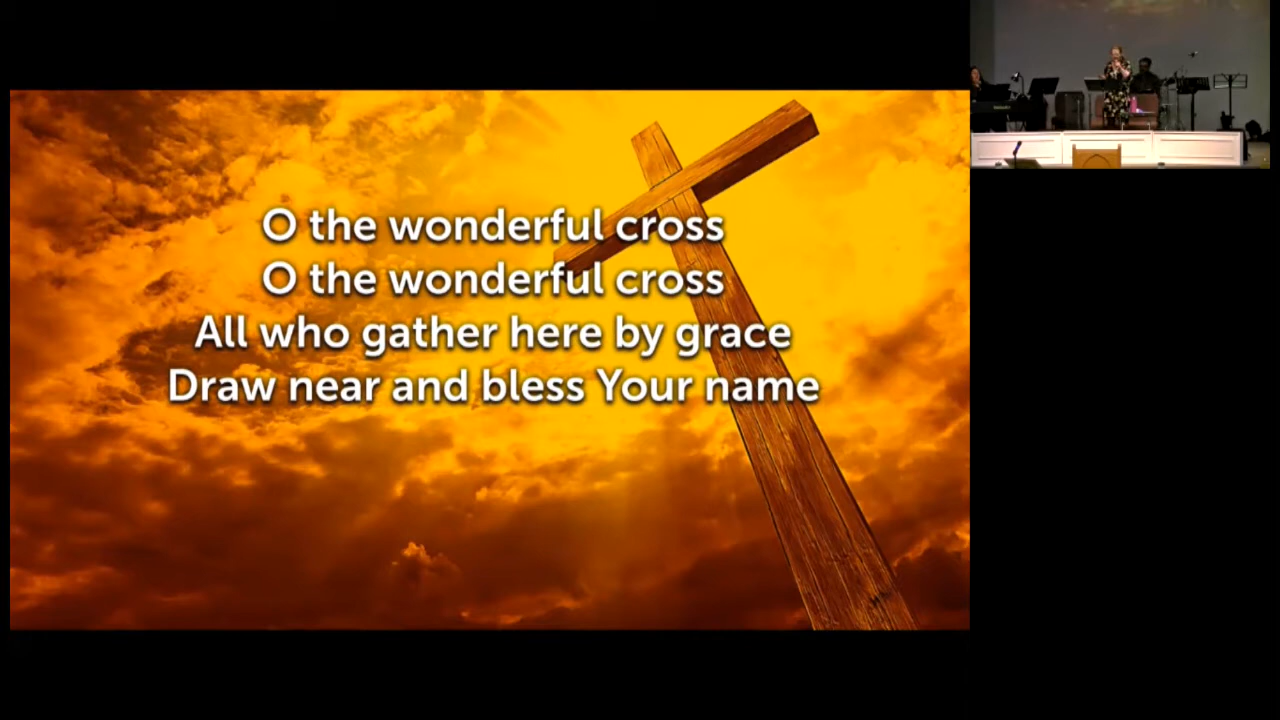 O the wonderful cross
O the wonderful cross
All who gather here by grace
Draw near and bless Your name